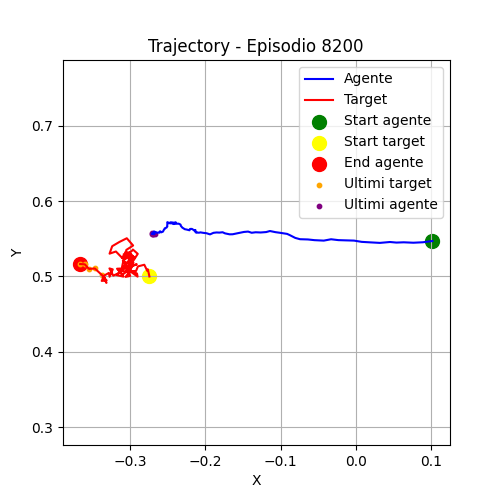 Trajectory - Episodio 8200
Agente
Target
Start agente
Start target
End agente
Ultimi target
Ultimi agente
Y
0.7
0.6
0.5
0.4
0.3
−0.3
−0.2
−0.1
0.0
0.1
X